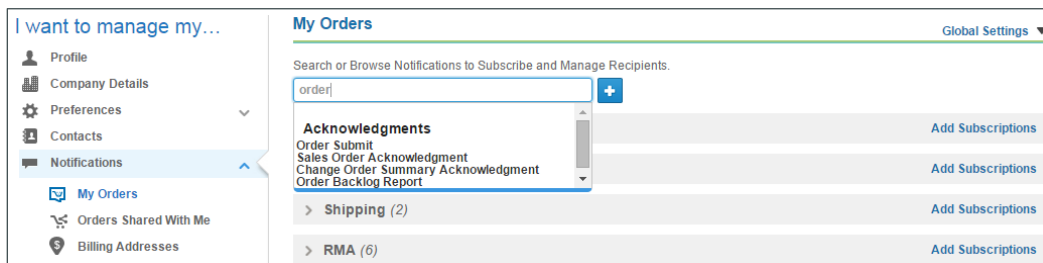 I want to manage my...
Profile
Company Details
Preferences
Contacts
Notifications
My Orders
Orders Shared With Me
Billing Addresses
My Orders
Global Settings
Search or Browse Notifications to Subscribe and Manage Recipients.
order
Acknowledgments
Order Submit
Sales Order Acknowledgment
Change Order Summary Acknowledgment
Order Backlog Report
Add Subscriptions
Add Subscriptions
Shipping (2) Add Subscriptions
RMA (6) Add Subscriptions